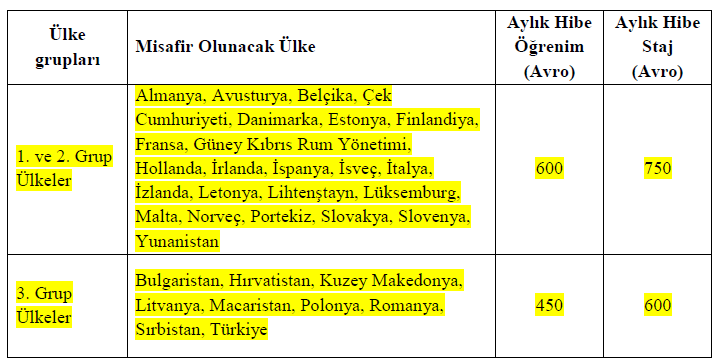 Ülke
grupları
Misafir Olunacak Ülke
Aylık Hibe
Öğrenim
(Avro)
Aylık Hibe
Staj
(Avro)
1. ve 2. Grup
Ülkeler
Almanya, Avusturya, Belçika, Çek
Cumhuriyeti, Danimarka, Estonya, Finlandiya,
Fransa, Güney Kıbrıs Rum Yönetimi,
Hollanda, İrlanda, İspanya, İsveç, İtalya,
İzlanda, Letonya, Lihtenştayn, Lüksemburg,
Malta, Norveç, Portekiz, Slovakya, Slovenya,
Yunanistan
600
750
3. Grup
Ülkeler
Bulgaristan, Hırvatistan, Kuzey Makedonya,
Litvanya, Macaristan, Polonya, Romanya,
Sırbistan, Türkiye
450
600